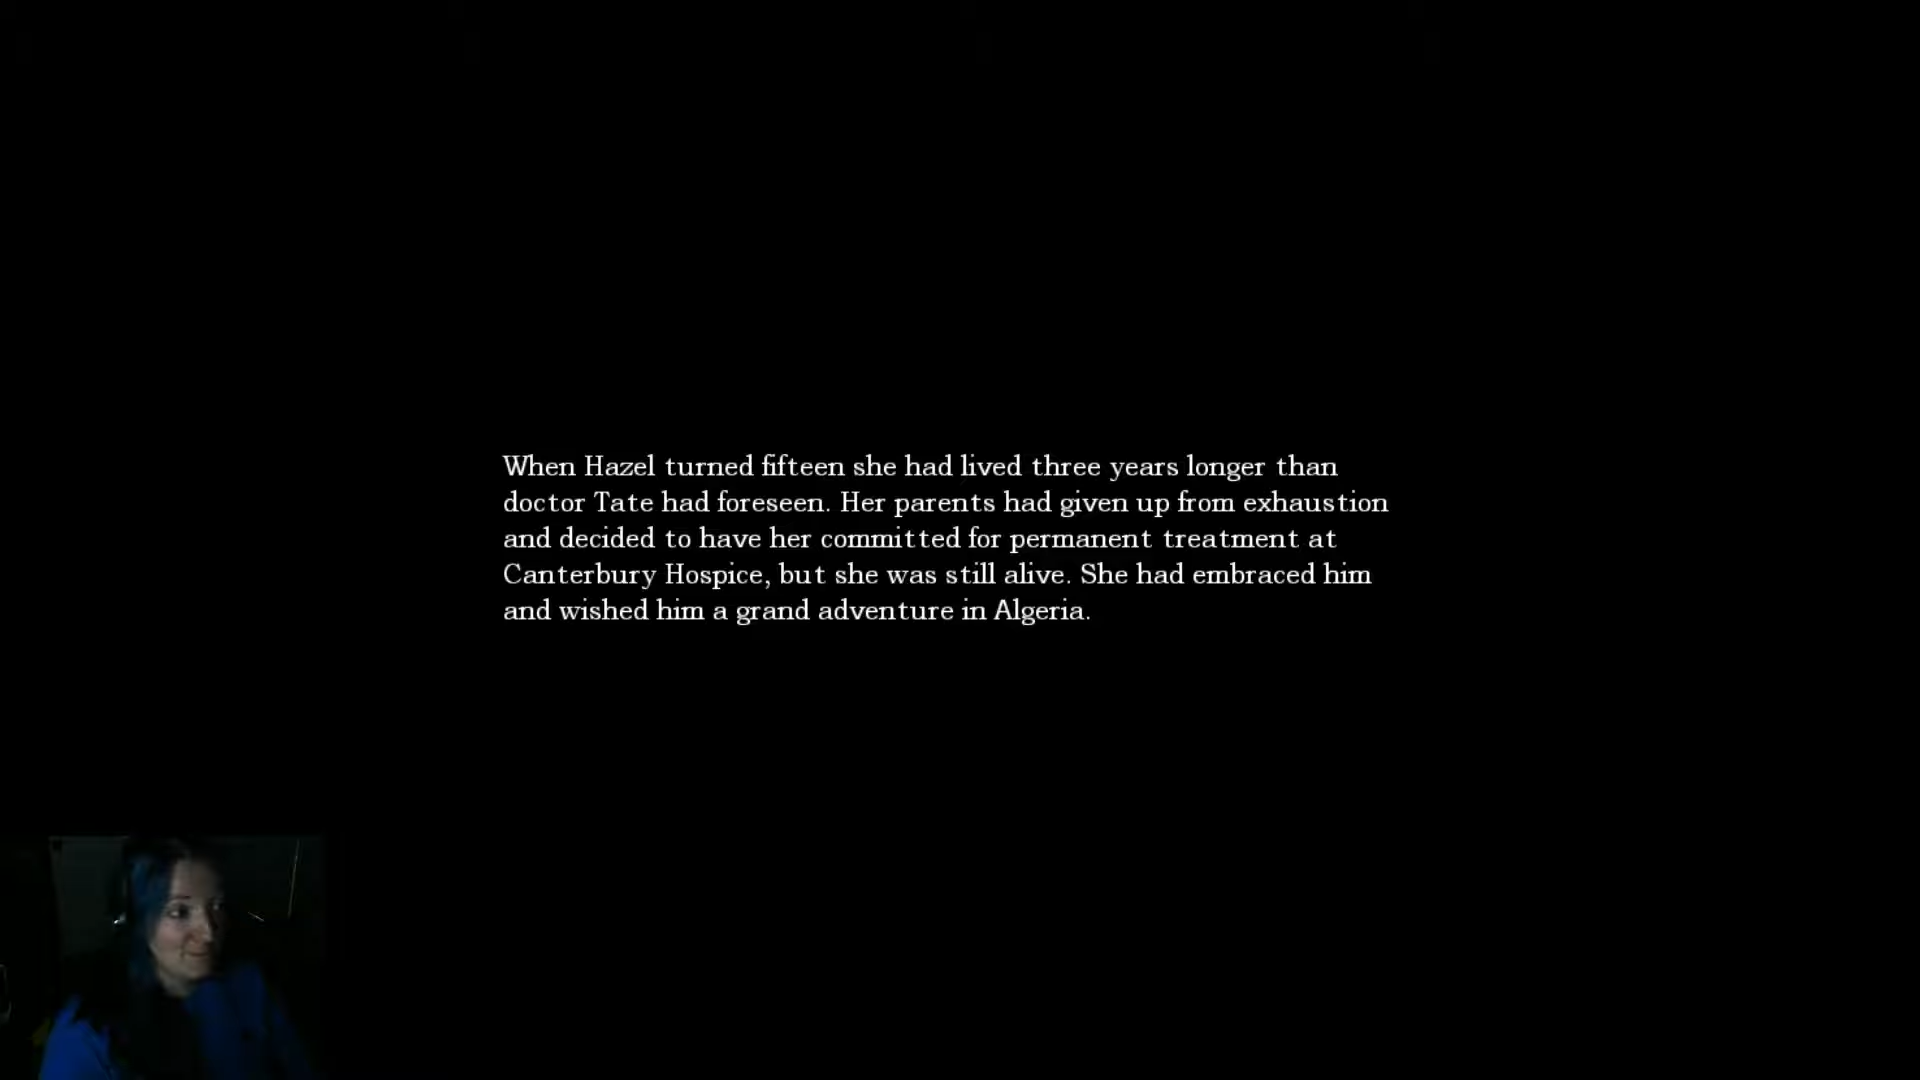 When Hazel turned fifteen she had lived three years longer than
doctor Tate had foreseen. Her parents had given up from exhaustion
and decided to have her committed for permanent treatment at
Canterbury Hospice, but she was still alive. She had embraced him
and wished him a grand adventure in Algeria.